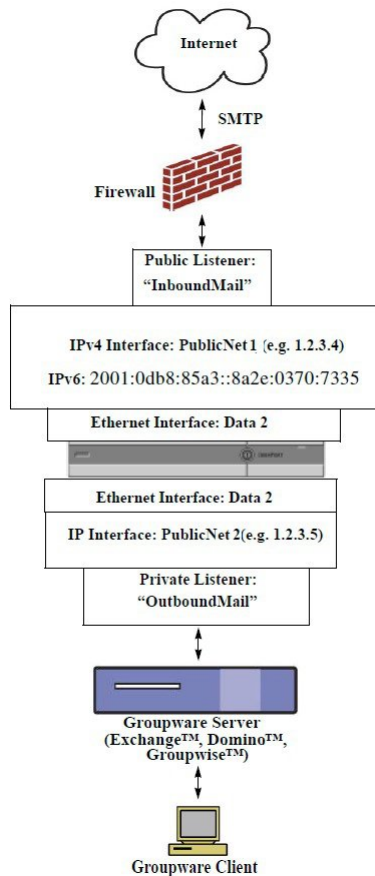 Internet
SMTP
Firewall
Public Listener:
“InboundMail”
IPv4 Interface: PublicNet 1 (e.g. 1.2.3.4)
IPv6: 2001:0db8:85a3::8a2e:0370:7335
Ethernet Interface: Data 2
IRONPORT
Ethernet Interface: Data 2
IP Interface: PublicNet 2(e.g. 1.2.3.5)
Private Listener:
“OutboundMail”
Groupware Server
(Exchange™, Domino™,
Groupwise™)
Groupware Client